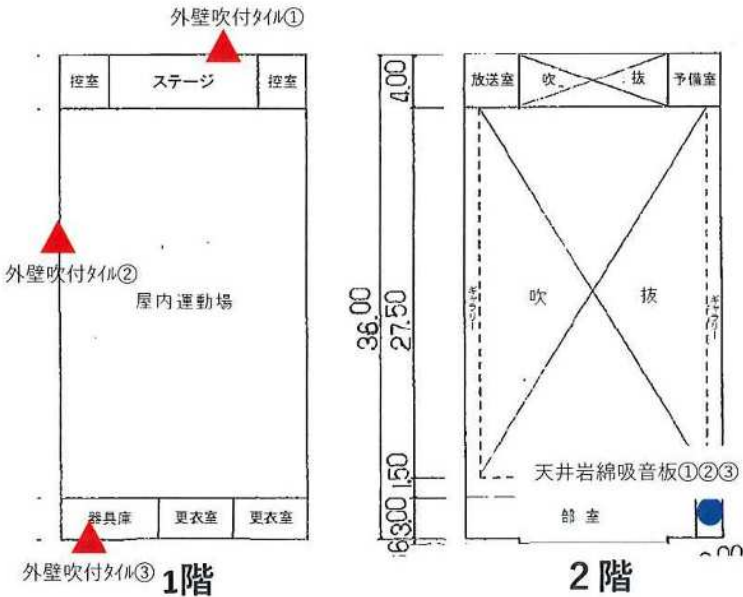 外壁吹付ﾀｲﾙ①
控室
ステージ
控室
外壁吹付ﾀｲﾙ②
屋内運動場
器具庫
更衣室
更衣室
外壁吹付ﾀｲﾙ③
1階
36.00
4.00
27.50
1.50
3.00
放送室
吹
抜
予備室
ギャラリー
吹
抜
ギャラリー
天井岩綿吸音板①②③
部室
2階